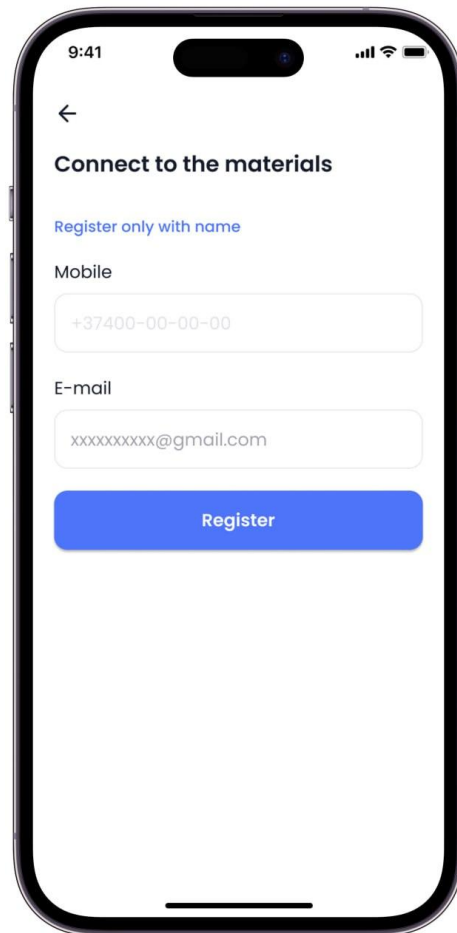 9:41
Connect to the materials
Register only with name
Mobile
+37400-00-00-00
E-mail
xxxxxxxxxx@gmail.com
Register